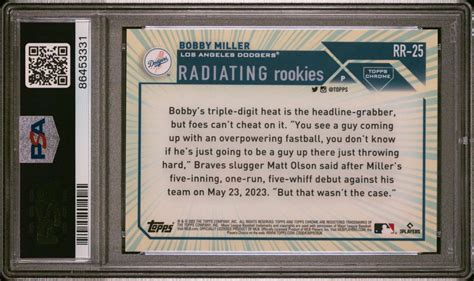 BOBBY MILLER
LOS ANGELES DODGERS®
RR-25
RADIATING rookies
P
TOPPS CHROME
@TOPPS
Bobby's triple-digit heat is the headline-grabber,
but foes can't cheat on it. "You see a guy coming
up with an overpowering fastball, you don't know
if he's just going to be a guy up there just throwing
hard," Braves slugger Matt Olson said after Miller's
five-inning, one-run, five-whiff debut against his
team on May 23, 2023. "But that wasn't the case."
Topps
PLAYERS
86453331
PSA